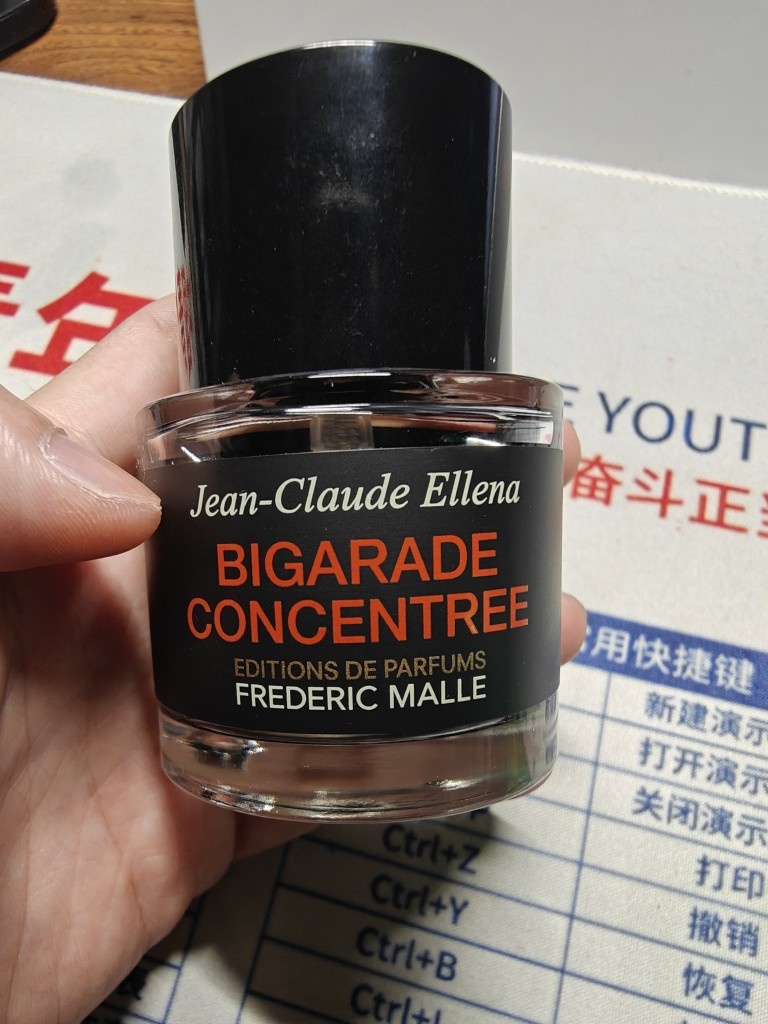 Jean-Claude Ellena
BIGARADE
CONCENTREE
EDITIONS DE PARFUMS
FREDERIC MALLE
YOUT
奋斗正
用快捷键
新建演示
打开演示
关闭演示
Ctrl+Z
打印
Ctrl+Y
撤销
Ctrl+B
恢复